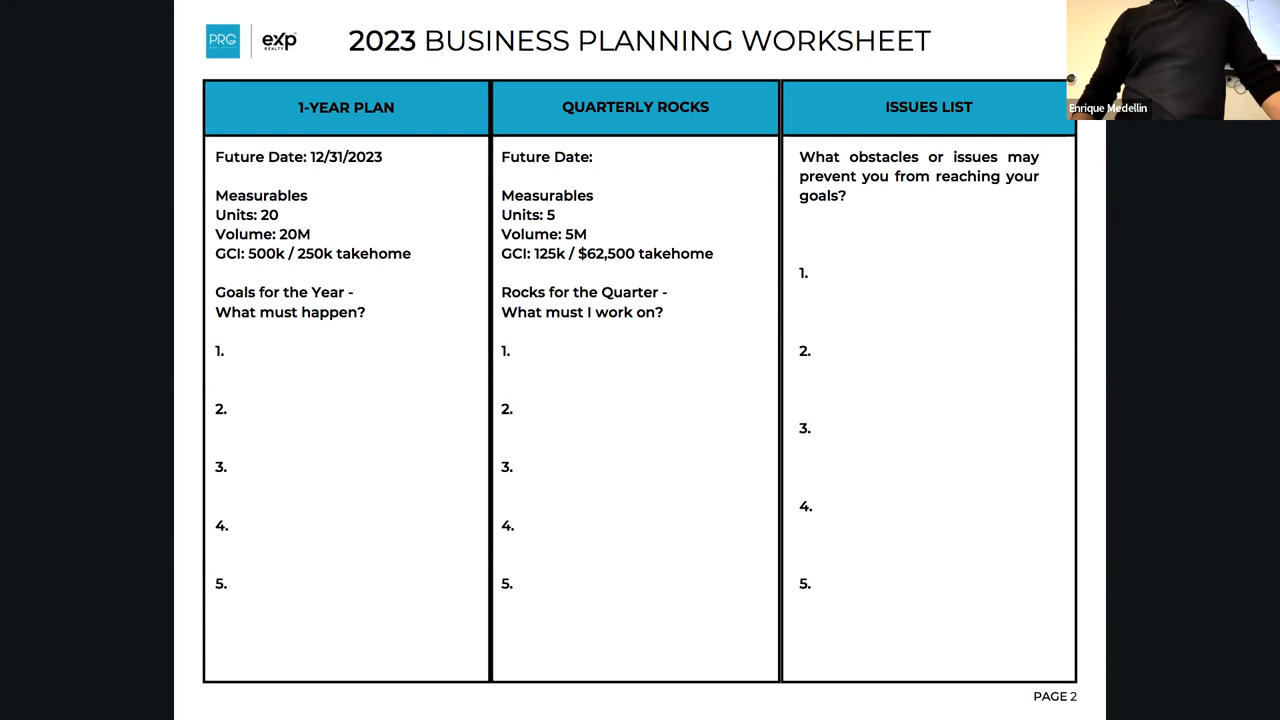 PRG
exp
REALTY
2023 BUSINESS PLANNING WORKSHEET
Enrique Medellin
1-YEAR PLAN
Future Date: 12/31/2023
Measurables
Units: 20
Volume: 20M
GCI: 500k / 250k takehome
Goals for the Year -
What must happen?
1.
2.
3.
4.
5.
QUARTERLY ROCKS
Future Date:
Measurables
Units: 5
Volume: 5M
GCI: 125k / $62,500 takehome
Rocks for the Quarter -
What must I work on?
1.
2.
3.
4.
5.
ISSUES LIST
What obstacles or issues may
prevent you from reaching your
goals?
1.
2.
3.
4.
5.
PAGE 2